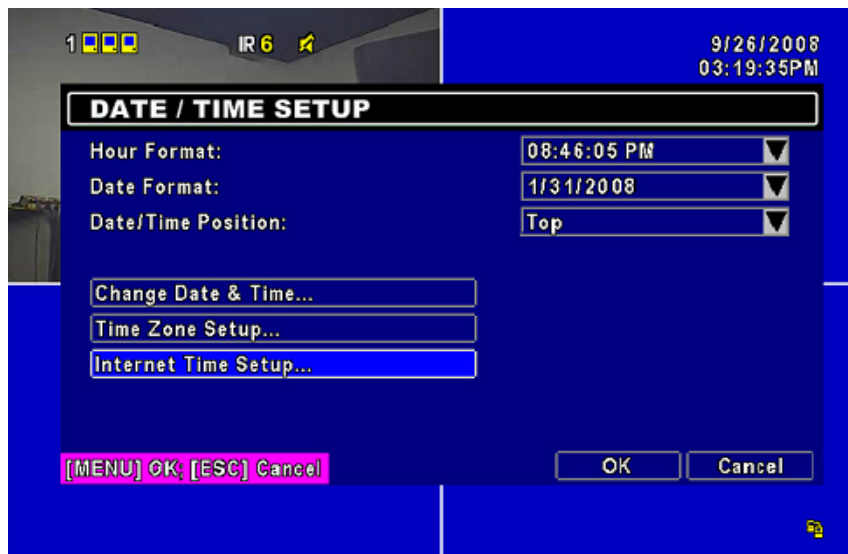 1 IR 6
9/26/2008
03:19:35PM
DATE / TIME SETUP
Hour Format: 08:46:05 PM
Date Format: 1/31/2008
Date/Time Position: Top
Change Date & Time...
Time Zone Setup...
Internet Time Setup...
[MENU] OK; [ESC] Cancel OK Cancel